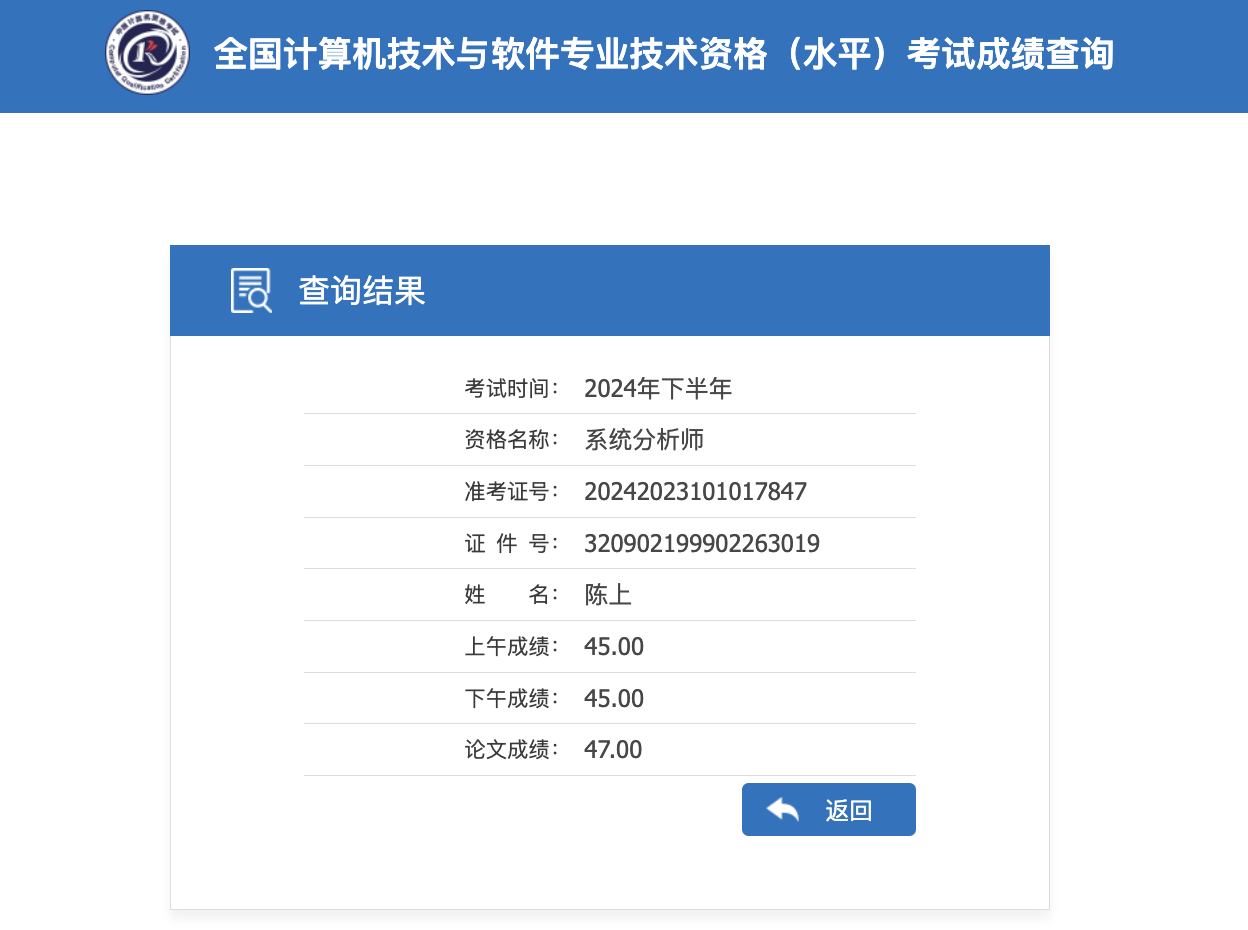 全国计算机技术与软件专业技术资格（水平）考试成绩查询
查询结果
考试时间： 2024年下半年
资格名称： 系统分析师
准考证号： 20242023101017847
证 件 号： 320902199902263019
姓 名： 陈上
上午成绩： 45.00
下午成绩： 45.00
论文成绩： 47.00
返回